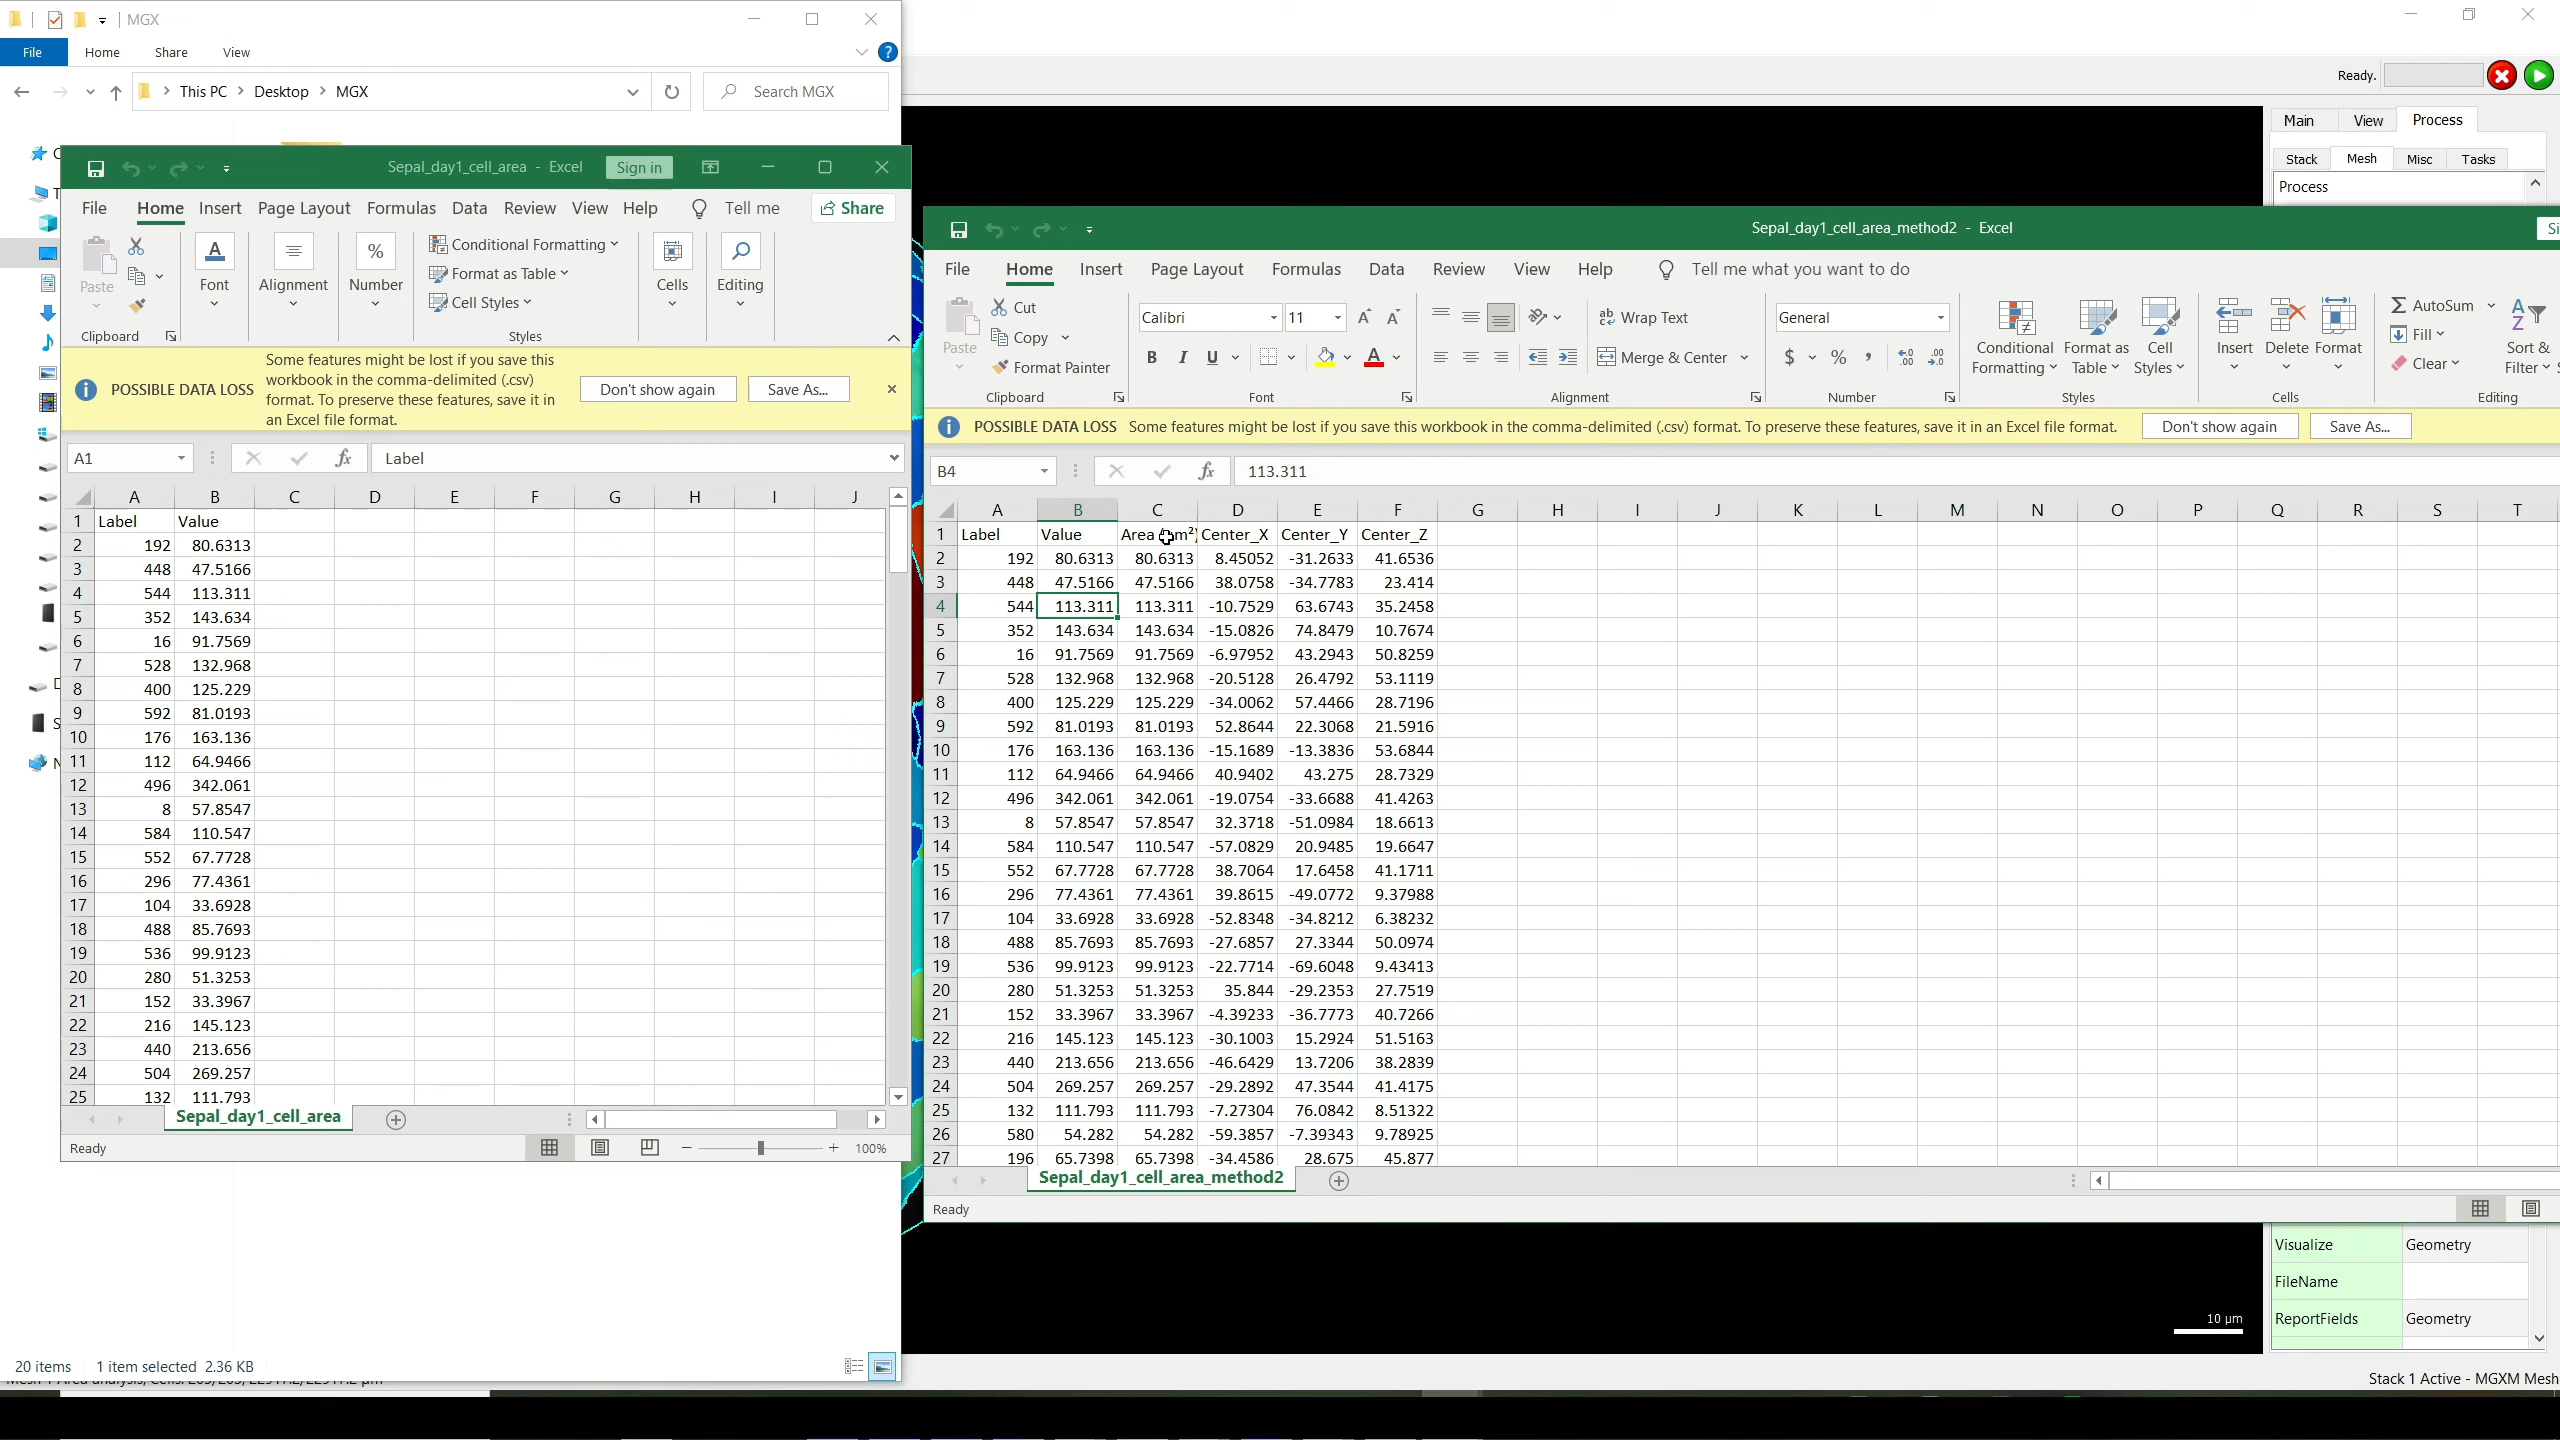 MGX
File Home Share View
This PC Desktop MGX
Search MGX
Sepal_day1_cell_area - Excel
Sign in
File Home Insert Page Layout Formulas Data Review View Help Tell me Share
Paste
Clipboard
Font
Alignment
%
Number
Conditional Formatting
Format as Table
Cell Styles
Styles
Cells
Editing
POSSIBLE DATA LOSS
Some features might be lost if you save this
workbook in the comma-delimited (.csv)
format. To preserve these features, save it in
an Excel file format.
Don't show again
Save As...
A1
fx
Label
A B C D E F G H I J
1 Label Value
2 192 80.6313
3 448 47.5166
4 544 113.311
5 352 143.634
6 16 91.7569
7 528 132.968
8 400 125.229
9 592 81.0193
10 176 163.136
11 112 64.9466
12 496 342.061
13 8 57.8547
14 584 110.547
15 552 67.7728
16 296 77.4361
17 104 33.6928
18 488 85.7693
19 536 99.9123
20 280 51.3253
21 152 33.3967
22 216 145.123
23 440 213.656
24 504 269.257
25 132 111.793
Sepal_day1_cell_area
Ready
100%
20 items 1 item selected 2.36 KB
Ready.
Main View Process
Stack Mesh Misc Tasks
Process
Sepal_day1_cell_area_method2 - Excel
File Home Insert Page Layout Formulas Data Review View Help Tell me what you want to do
Paste
Cut
Copy
Format Painter
Clipboard
Calibri 11
B I U
Font
Wrap Text
Merge & Center
Alignment
General
$ % ,
Number
Conditional
Formatting
Format as
Table
Cell
Styles
Styles
Insert Delete Format
Cells
AutoSum
Fill
Clear
Sort &
Filter
Editing
POSSIBLE DATA LOSS Some features might be lost if you save this workbook in the comma-delimited (.csv) format. To preserve these features, save it in an Excel file format.
Don't show again
Save As...
B4
fx
113.311
A B C D E F G H I J K L M N O P Q R S T
1 Label Value Area m²) Center_X Center_Y Center_Z
2 192 80.6313 80.6313 8.45052 -31.2633 41.6536
3 448 47.5166 47.5166 38.0758 -34.7783 23.414
4 544 113.311 113.311 -10.7529 63.6743 35.2458
5 352 143.634 143.634 -15.0826 74.8479 10.7674
6 16 91.7569 91.7569 -6.97952 43.2943 50.8259
7 528 132.968 132.968 -20.5128 26.4792 53.1119
8 400 125.229 125.229 -34.0062 57.4466 28.7196
9 592 81.0193 81.0193 52.8644 22.3068 21.5916
10 176 163.136 163.136 -15.1689 -13.3836 53.6844
11 112 64.9466 64.9466 40.9402 43.275 28.7329
12 496 342.061 342.061 -19.0754 -33.6688 41.4263
13 8 57.8547 57.8547 32.3718 -51.0984 18.6613
14 584 110.547 110.547 -57.0829 20.9485 19.6647
15 552 67.7728 67.7728 38.7064 17.6458 41.1711
16 296 77.4361 77.4361 39.8615 -49.0772 9.37988
17 104 33.6928 33.6928 -52.8348 -34.8212 6.38232
18 488 85.7693 85.7693 -27.6857 27.3344 50.0974
19 536 99.9123 99.9123 -22.7714 -69.6048 9.43413
20 280 51.3253 51.3253 35.844 -29.2353 27.7519
21 152 33.3967 33.3967 -4.39233 -36.7773 40.7266
22 216 145.123 145.123 -30.1003 15.2924 51.5163
23 440 213.656 213.656 -46.6429 13.7206 38.2839
24 504 269.257 269.257 -29.2892 47.3544 41.4175
25 132 111.793 111.793 -7.27304 76.0842 8.51322
26 580 54.282 54.282 -59.3857 -7.39343 9.78925
27 196 65.7398 65.7398 -34.4586 28.675 45.877
Sepal_day1_cell_area_method2
Ready
Visualize Geometry
FileName
ReportFields Geometry
10 µm
Stack 1 Active - MGXM Mesh